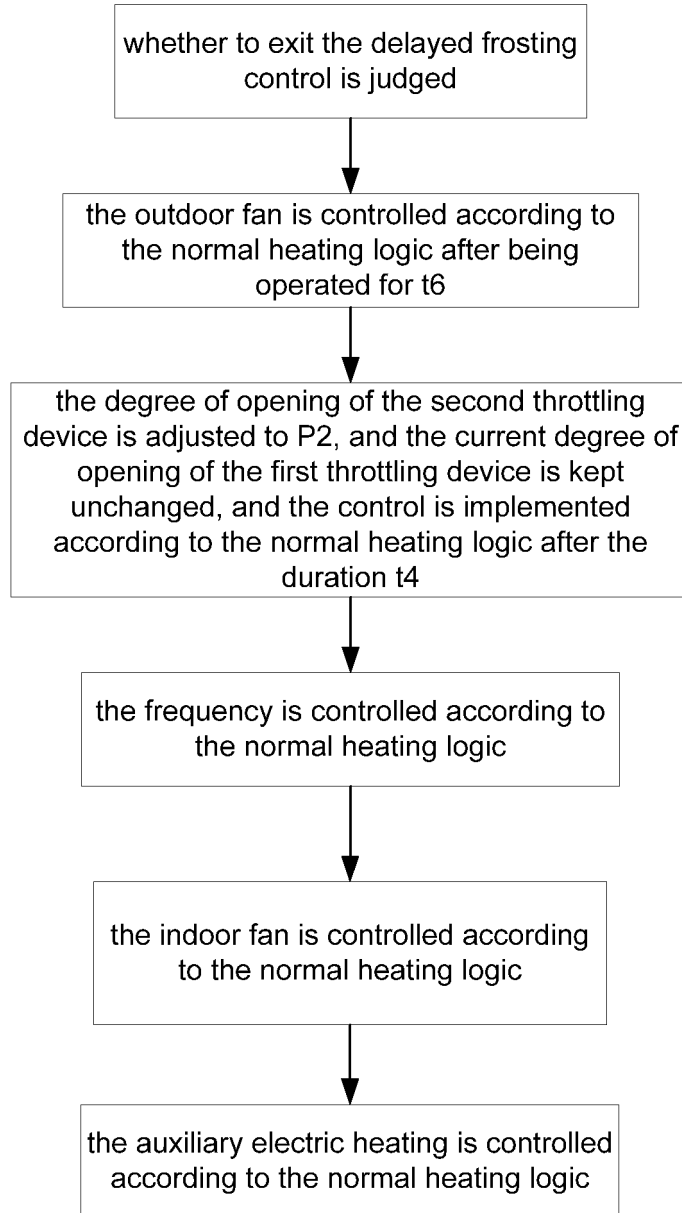 whether to exit the delayed frosting
control is judged
the outdoor fan is controlled according to
the normal heating logic after being
operated for t6
the degree of opening of the second throttling
device is adjusted to P2, and the current degree of
opening of the first throttling device is kept
unchanged, and the control is implemented
according to the normal heating logic after the
duration t4
the frequency is controlled according to
the normal heating logic
the indoor fan is controlled according
to the normal heating logic
the auxiliary electric heating is controlled
according to the normal heating logic